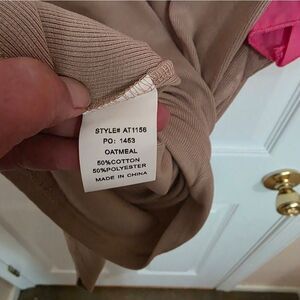 STYLE# AT1156
PO: 1453
OATMEAL
50%COTTON
50%POLYESTER
MADE IN CHINA